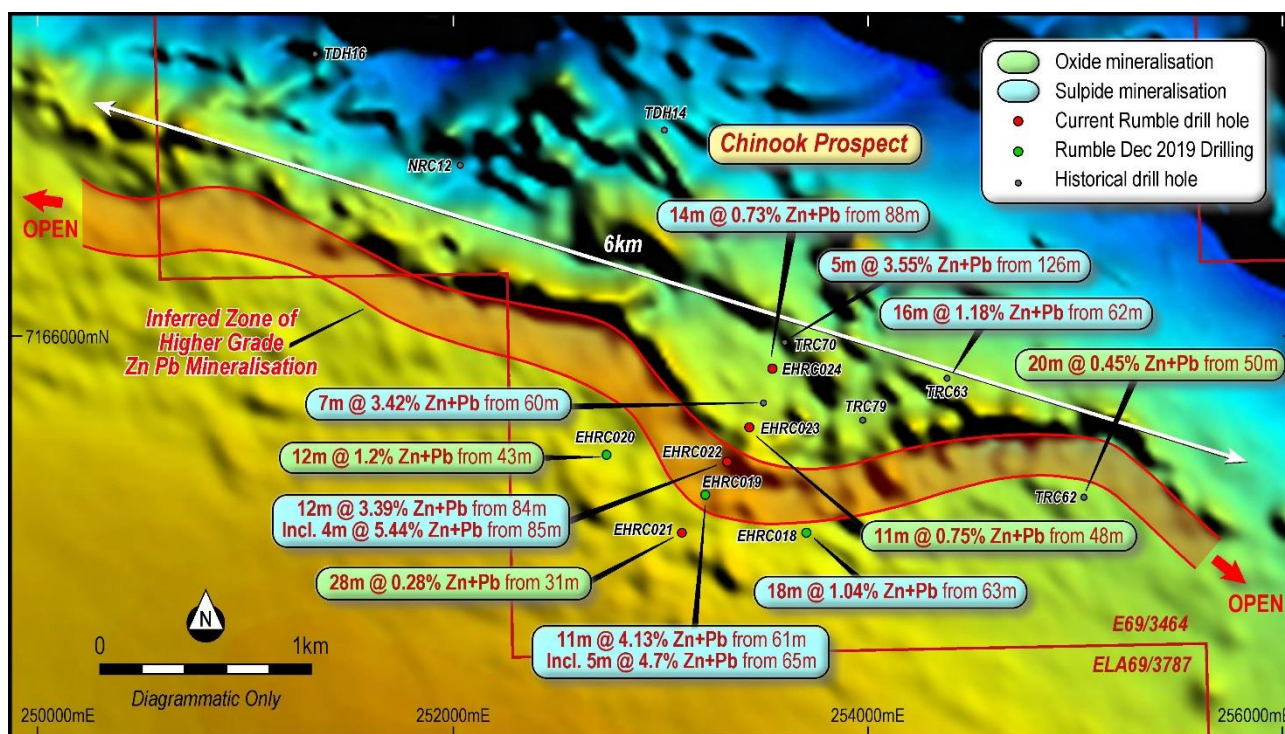 TDH16
TDH14
NRC12
Chinook Prospect
Oxide mineralisation
Sulpide mineralisation
Current Rumble drill hole
Rumble Dec 2019 Drilling
Historical drill hole
OPEN
6km
14m @ 0.73% Zn+Pb from 88m
5m @ 3.55% Zn+Pb from 126m
16m @ 1.18% Zn+Pb from 62m
20m @ 0.45% Zn+Pb from 50m
7166000mN
Inferred Zone of
Higher Grade
Zn Pb Mineralisation
TRC70
EHRC024
TRC63
7m @ 3.42% Zn+Pb from 60m
TRC79
EHRC023
EHRC020
12m @ 1.2% Zn+Pb from 43m
EHRC022
EHRC019
TRC62
12m @ 3.39% Zn+Pb from 84m
Incl. 4m @ 5.44% Zn+Pb from 85m
EHRC021
EHRC018
11m @ 0.75% Zn+Pb from 48m
28m @ 0.28% Zn+Pb from 31m
18m @ 1.04% Zn+Pb from 63m
OPEN
11m @ 4.13% Zn+Pb from 61m
Incl. 5m @ 4.7% Zn+Pb from 65m
E69/3464
ELA69/3787
N
0
1km
Diagrammatic Only
250000mE
252000mE
254000mE
256000mE